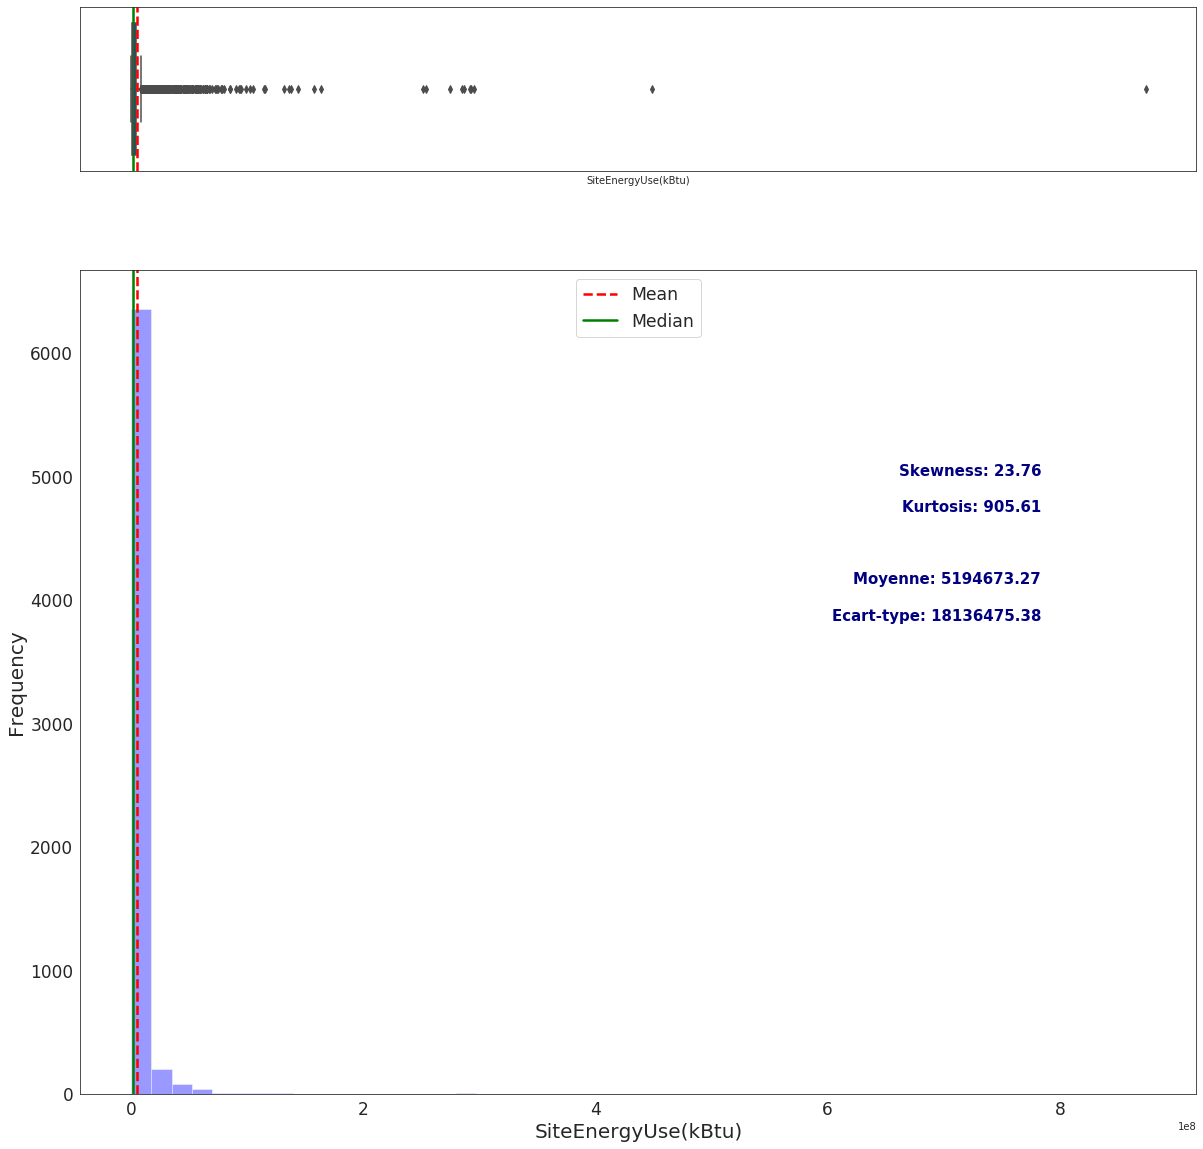 SiteEnergyUse(kBtu)
Mean
Median
6000
5000
4000
3000
2000
1000
0
Frequency
Skewness: 23.76
Kurtosis: 905.61
Moyenne: 5194673.27
Ecart-type: 18136475.38
0 2 4 6 8
1e8
SiteEnergyUse(kBtu)